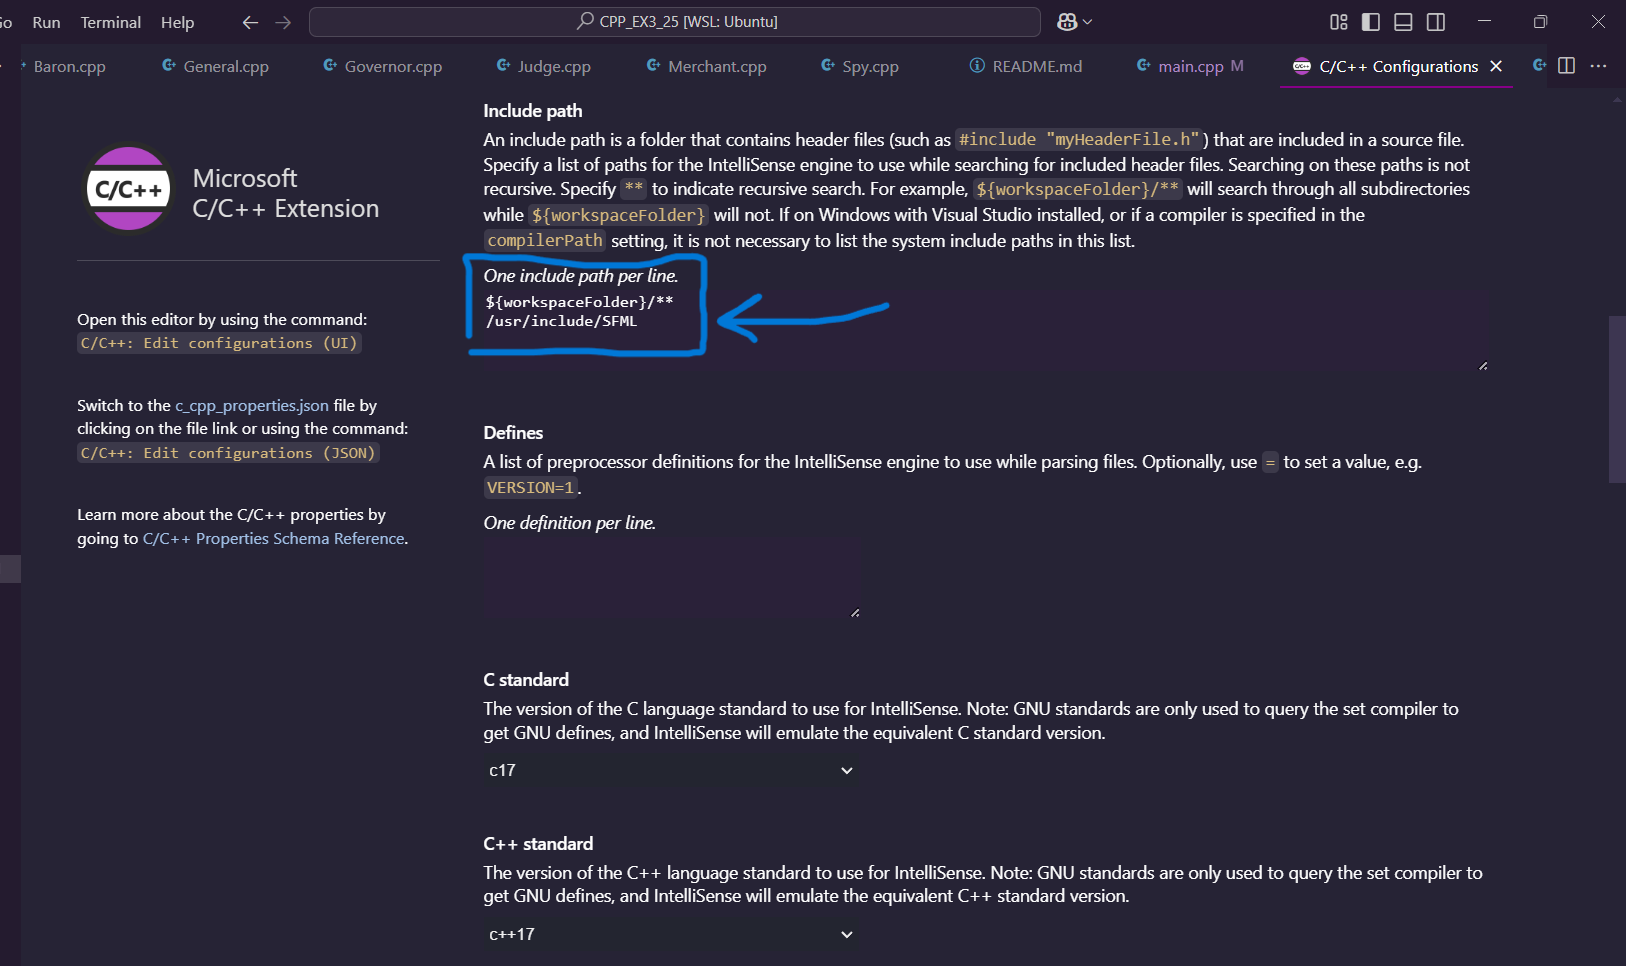 Run Terminal Help
CPP_EX3_25 [WSL: Ubuntu]
Baron.cpp General.cpp Governor.cpp Judge.cpp Merchant.cpp Spy.cpp README.md main.cpp M C/C++ Configurations
C/C++
Microsoft
C/C++ Extension
Open this editor by using the command:
C/C++: Edit configurations (UI)
Switch to the c_cpp_properties.json file by
clicking on the file link or using the command:
C/C++: Edit configurations (JSON)
Learn more about the C/C++ properties by
going to C/C++ Properties Schema Reference.
Include path
An include path is a folder that contains header files (such as #include "myHeaderFile.h") that are included in a source file.
Specify a list of paths for the IntelliSense engine to use while searching for included header files. Searching on these paths is not
recursive. Specify ** to indicate recursive search. For example, ${workspaceFolder}/** will search through all subdirectories
while ${workspaceFolder} will not. If on Windows with Visual Studio installed, or if a compiler is specified in the
compilerPath setting, it is not necessary to list the system include paths in this list.
One include path per line.
${workspaceFolder}/**
/usr/include/SFML
Defines
A list of preprocessor definitions for the IntelliSense engine to use while parsing files. Optionally, use = to set a value, e.g.
VERSION=1.
One definition per line.
C standard
The version of the C language standard to use for IntelliSense. Note: GNU standards are only used to query the set compiler to
get GNU defines, and IntelliSense will emulate the equivalent C standard version.
c17
C++ standard
The version of the C++ language standard to use for IntelliSense. Note: GNU standards are only used to query the set compiler to
get GNU defines, and IntelliSense will emulate the equivalent C++ standard version.
c++17